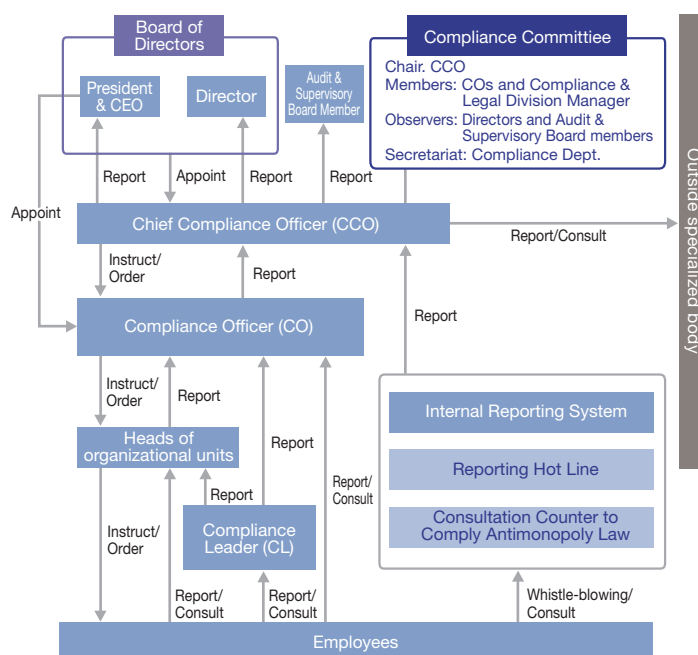 Board of
Directors
Compliance Committee
President
& CEO
Director
Audit &
Supervisory
Board Member
Chair. CCO
Members: COs and Compliance &
Legal Division Manager
Observers: Directors and Audit &
Supervisory Board members
Secretariat: Compliance Dept.
Outside specialized body
Report
Appoint
Report
Report
Appoint
Chief Compliance Officer (CCO)
Report/Consult
Instruct/
Order
Report
Report
Compliance Officer (CO)
Instruct/
Order
Report
Report
Report/
Consult
Internal Reporting System
Reporting Hot Line
Consultation Counter to
Comply Antimonopoly Law
Heads of
organizational units
Report
Compliance
Leader (CL)
Instruct/
Order
Report/
Consult
Report/
Consult
Whistle-blowing/
Consult
Employees